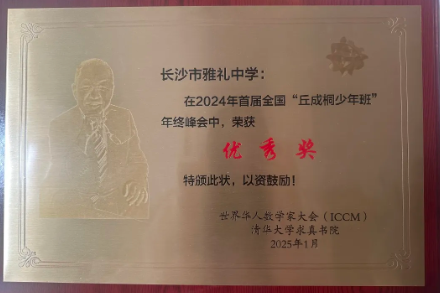 长沙市雅礼中学：
在2024年首届全国“丘成桐少年班”
年终峰会中，荣获
优秀奖
特颁此状，以资鼓励！
世界华人数学家大会（ICCM）
清华大学求真书院
2025年1月